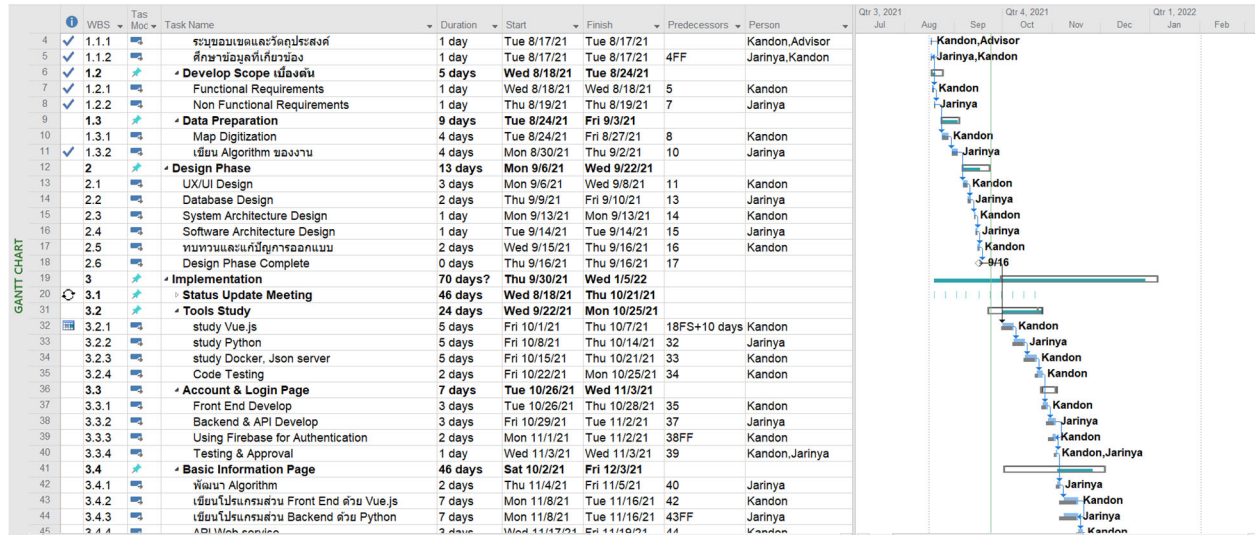 Qtr 3, 2021 Qtr 4, 2021 Qtr 1, 2022
WBS Tas Moc Task Name Duration Start Finish Predecessors Person Jul Aug Sep Oct Nov Dec Jan Feb
4 1.1.1 ระบุขอบเขตและวัตถุประสงค์ 1 day Tue 8/17/21 Tue 8/17/21 Kandon,Advisor Kandon,Advisor
5 1.1.2 ศึกษาข้อมูลที่เกี่ยวข้อง 1 day Tue 8/17/21 Tue 8/17/21 4FF Jarinya,Kandon Jarinya,Kandon
6 1.2 Develop Scope เบื้องต้น 5 days Wed 8/18/21 Tue 8/24/21
7 1.2.1 Functional Requirements 1 day Wed 8/18/21 Wed 8/18/21 5 Kandon Kandon
8 1.2.2 Non Functional Requirements 1 day Thu 8/19/21 Thu 8/19/21 7 Jarinya Jarinya
9 1.3 Data Preparation 9 days Tue 8/24/21 Fri 9/3/21
10 1.3.1 Map Digitization 4 days Tue 8/24/21 Fri 8/27/21 8 Kandon Kandon
11 1.3.2 เขียน Algorithm ของงาน 4 days Mon 8/30/21 Thu 9/2/21 10 Jarinya Jarinya
12 2 Design Phase 13 days Mon 9/6/21 Wed 9/22/21
13 2.1 UX/UI Design 3 days Mon 9/6/21 Wed 9/8/21 11 Kandon Kandon
14 2.2 Database Design 2 days Thu 9/9/21 Fri 9/10/21 13 Jarinya Jarinya
15 2.3 System Architecture Design 1 day Mon 9/13/21 Mon 9/13/21 14 Kandon Kandon
16 2.4 Software Architecture Design 1 day Tue 9/14/21 Tue 9/14/21 15 Jarinya Jarinya
17 2.5 ทบทวนและแก้ปัญการออกแบบ 2 days Wed 9/15/21 Thu 9/16/21 16 Kandon Kandon
18 2.6 Design Phase Complete 0 days Thu 9/16/21 Thu 9/16/21 17 9/16
19 3 Implementation 70 days? Thu 9/30/21 Wed 1/5/22
20 3.1 Status Update Meeting 46 days Wed 8/18/21 Thu 10/21/21
31 3.2 Tools Study 24 days Wed 9/22/21 Mon 10/25/21
32 3.2.1 study Vue.js 5 days Fri 10/1/21 Thu 10/7/21 18FS+10 days Kandon Kandon
33 3.2.2 study Python 5 days Fri 10/8/21 Thu 10/14/21 32 Jarinya Jarinya
34 3.2.3 study Docker, Json server 5 days Fri 10/15/21 Thu 10/21/21 33 Kandon Kandon
35 3.2.4 Code Testing 2 days Fri 10/22/21 Mon 10/25/21 34 Kandon Kandon
36 3.3 Account & Login Page 7 days Tue 10/26/21 Wed 11/3/21
37 3.3.1 Front End Develop 3 days Tue 10/26/21 Thu 10/28/21 35 Kandon Kandon
38 3.3.2 Backend & API Develop 3 days Fri 10/29/21 Tue 11/2/21 37 Jarinya Jarinya
39 3.3.3 Using Firebase for Authentication 2 days Mon 11/1/21 Tue 11/2/21 38FF Kandon Kandon
40 3.3.4 Testing & Approval 1 day Wed 11/3/21 Wed 11/3/21 39 Kandon,Jarinya Kandon,Jarinya
41 3.4 Basic Information Page 46 days Sat 10/2/21 Fri 12/3/21
42 3.4.1 พัฒนา Algorithm 2 days Thu 11/4/21 Fri 11/5/21 40 Jarinya Jarinya
43 3.4.2 เขียนโปรแกรมส่วน Front End ด้วย Vue.js 7 days Mon 11/8/21 Tue 11/16/21 42 Kandon Kandon
44 3.4.3 เขียนโปรแกรมส่วน Backend ด้วย Python 7 days Mon 11/8/21 Tue 11/16/21 43FF Jarinya Jarinya
45 3.4.4 API Web service 3 days Wed 11/17/21 Fri 11/19/21 44 Kandon Kandon
GANTT CHART